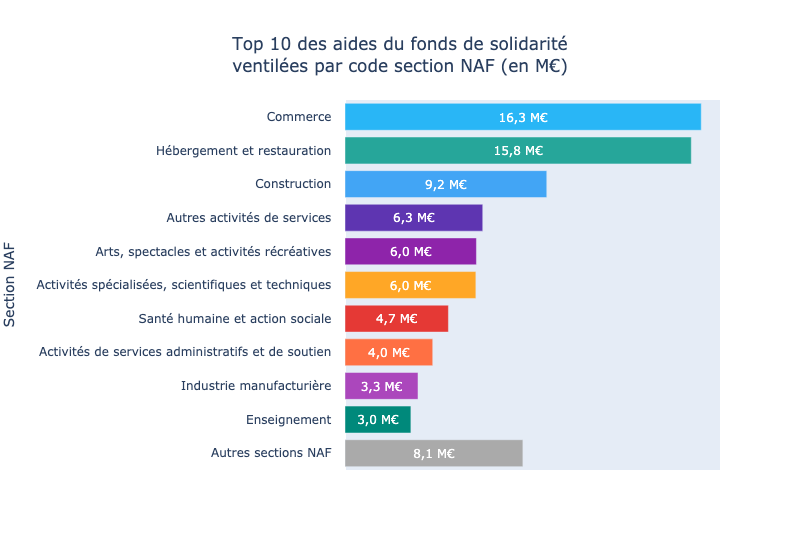 Top 10 des aides du fonds de solidarité
ventilées par code section NAF (en M€)
Section NAF
Commerce 16,3 M€
Hébergement et restauration 15,8 M€
Construction 9,2 M€
Autres activités de services 6,3 M€
Arts, spectacles et activités récréatives 6,0 M€
Activités spécialisées, scientifiques et techniques 6,0 M€
Santé humaine et action sociale 4,7 M€
Activités de services administratifs et de soutien 4,0 M€
Industrie manufacturière 3,3 M€
Enseignement 3,0 M€
Autres sections NAF 8,1 M€